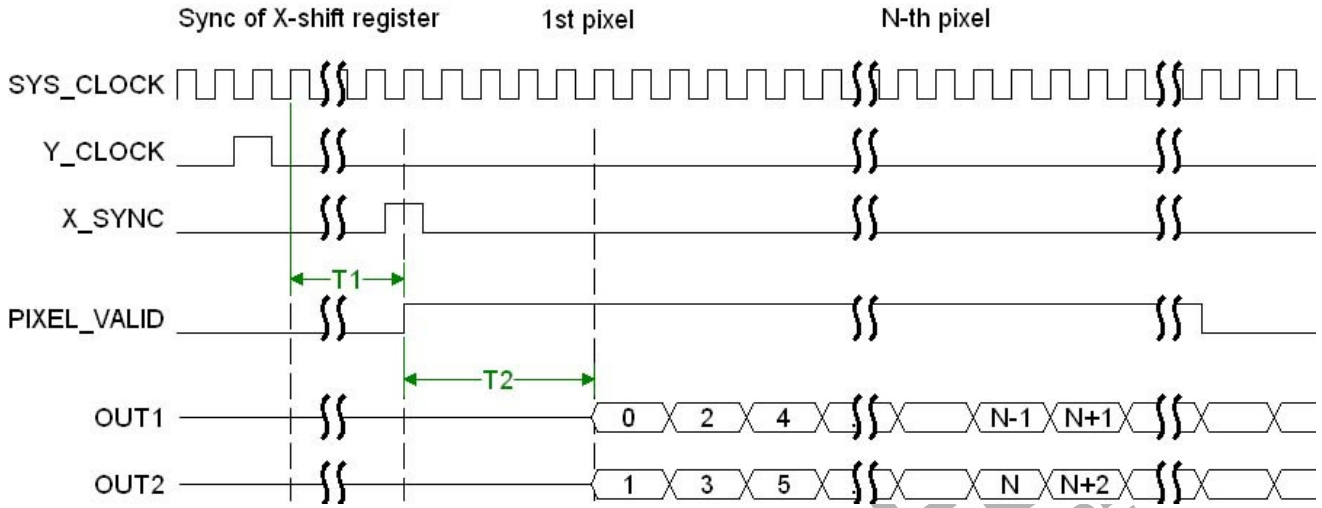 Sync of X-shift register 1st pixel N-th pixel
SYS_CLOCK
Y_CLOCK
X_SYNC
T1
PIXEL_VALID
T2
OUT1 0 2 4 N-1 N+1
OUT2 1 3 5 N N+2